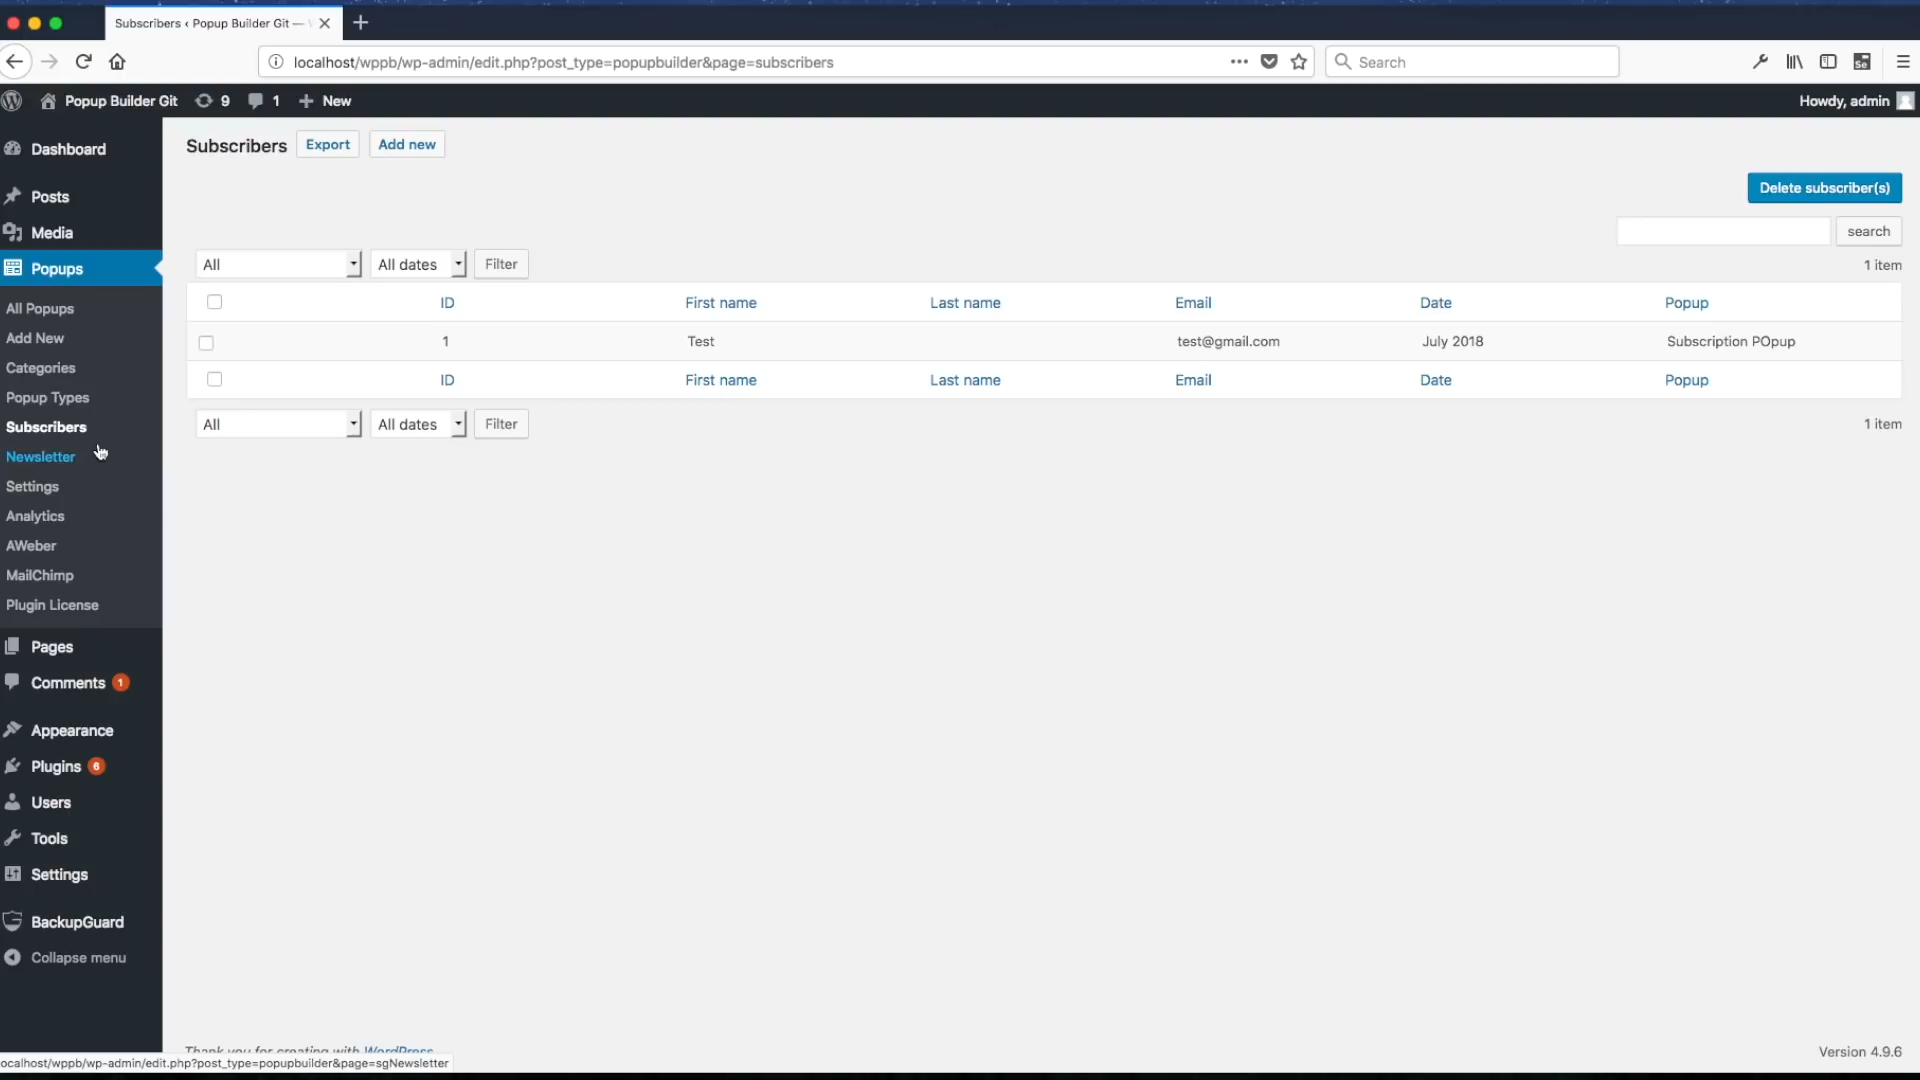 Subscribers ‹ Popup Builder Git —
localhost/wppb/wp-admin/edit.php?post_type=popupbuilder&page=subscribers
Search
Se
Popup Builder Git 9 1 New
Howdy, admin
Dashboard
Posts
Media
Popups
All Popups
Add New
Categories
Popup Types
Subscribers
Newsletter
Settings
Analytics
AWeber
MailChimp
Plugin License
Pages
Comments 1
Appearance
Plugins 6
Users
Tools
Settings
BackupGuard
Collapse menu
Subscribers Export Add new
Delete subscriber(s)
search
All All dates Filter
1 item
ID First name Last name Email Date Popup
1 Test test@gmail.com July 2018 Subscription POpup
ID First name Last name Email Date Popup
All All dates Filter
1 item
Thank you for creating with WordPress
Version 4.9.6
ocalhost/wppb/wp-admin/edit.php?post_type=popupbuilder&page=sgNewsletter